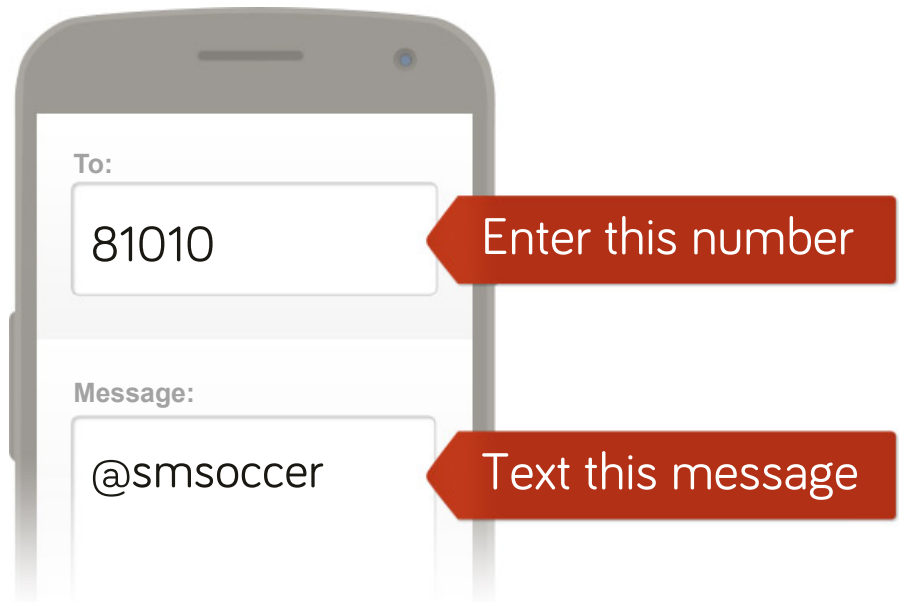 To:
81010
Enter this number
Message:
@smsoccer
Text this message